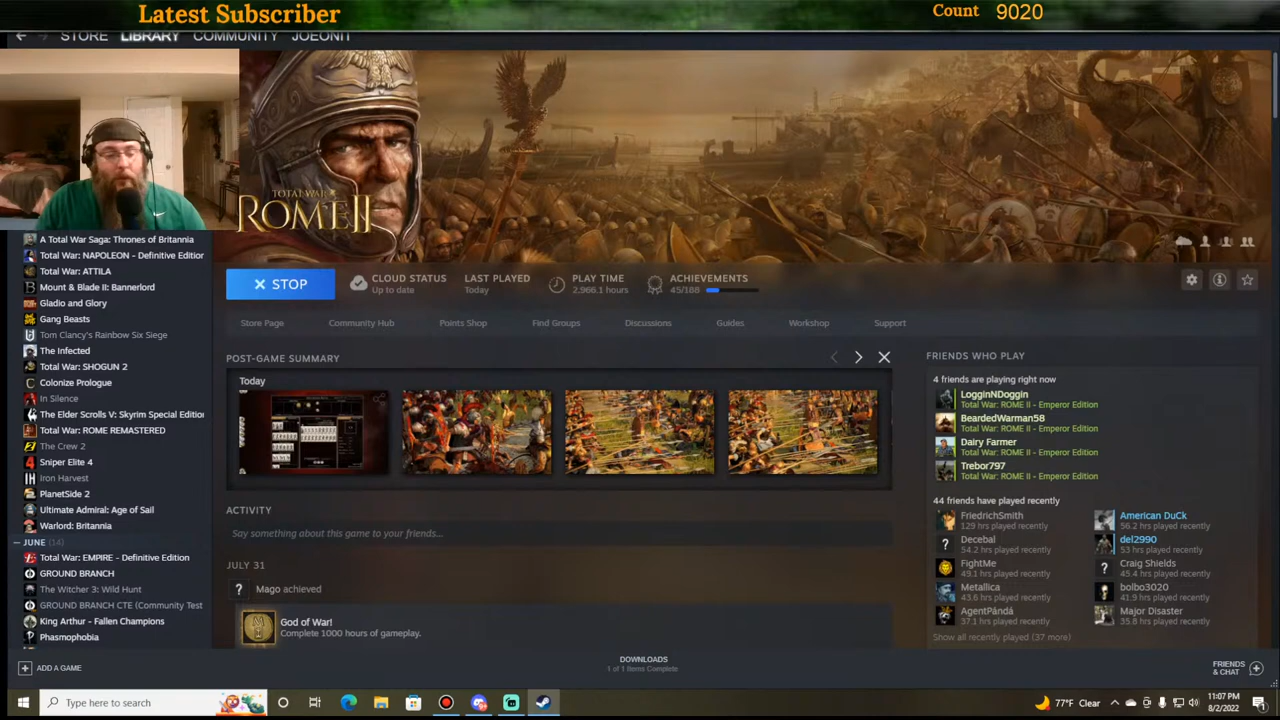 Latest Subscriber
Count 9020
STORE LIBRARY COMMUNITY JOEONIT
TOTAL WAR
ROME II
A Total War Saga: Thrones of Britannia
Total War: NAPOLEON - Definitive Edition
Total War: ATTILA
Mount & Blade II: Bannerlord
Gladio and Glory
Gang Beasts
Tom Clancy's Rainbow Six Siege
The Infected
Total War: SHOGUN 2
Colonize Prologue
In Silence
The Elder Scrolls V: Skyrim Special Edition
Total War: ROME REMASTERED
The Crew 2
Sniper Elite 4
Iron Harvest
PlanetSide 2
Ultimate Admiral: Age of Sail
Warlord: Britannia
JUNE (14)
Total War: EMPIRE - Definitive Edition
GROUND BRANCH
The Witcher 3: Wild Hunt
GROUND BRANCH CTE (Community Test
King Arthur - Fallen Champions
Phasmophobia
STOP
CLOUD STATUS
Up to date
LAST PLAYED
Today
PLAY TIME
2,966.1 hours
ACHIEVEMENTS
45/188
Store Page Community Hub Points Shop Find Groups Discussions Guides Workshop Support
POST-GAME SUMMARY
Today
ACTIVITY
Say something about this game to your friends...
JULY 31
Mago achieved
God of War!
Complete 1000 hours of gameplay.
FRIENDS WHO PLAY
4 friends are playing right now
LogginNDoggin
Total War: ROME II - Emperor Edition
BeardedWarman58
Total War: ROME II - Emperor Edition
Dairy Farmer
Total War: ROME II - Emperor Edition
Trebor797
Total War: ROME II - Emperor Edition
44 friends have played recently
FriedrichSmith
129 hrs played recently
American DuCk
56.2 hrs played recently
Decebal
54.2 hrs played recently
del2990
53 hrs played recently
FightMe
49.1 hrs played recently
Craig Shields
45.4 hrs played recently
Metallica
43.6 hrs played recently
bolbo3020
41.9 hrs played recently
AgentPándá
37.1 hrs played recently
Major Disaster
35.8 hrs played recently
Show all recently played (37 more)
ADD A GAME
DOWNLOADS
1 of 1 Items Complete
FRIENDS
& CHAT
Type here to search
77°F Clear
11:07 PM
8/2/2022